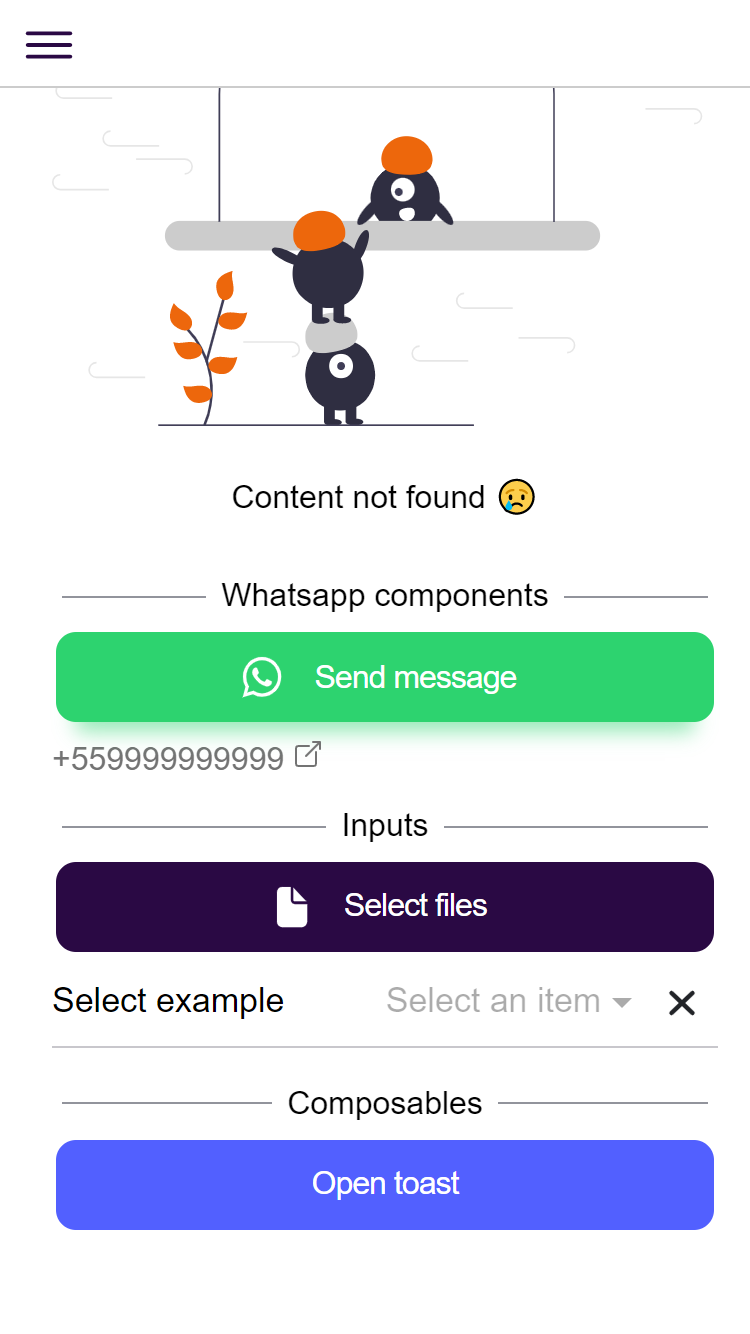 Content not found 😢
Whatsapp components
Send message
+559999999999
Inputs
Select files
Select example Select an item
Composables
Open toast